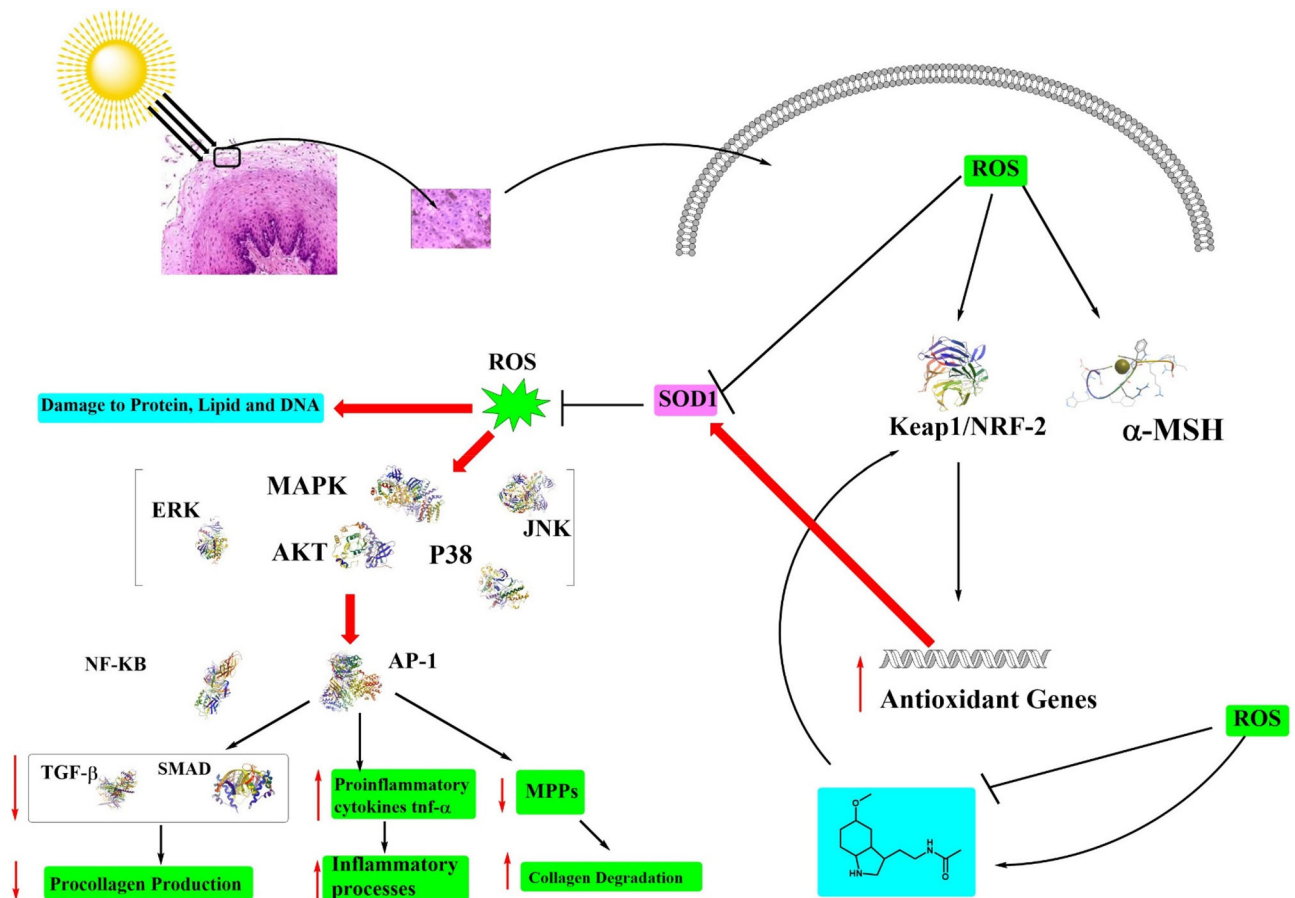 ROS
ROS
Damage to Protein, Lipid and DNA
SOD1
Keap1/NRF-2
α-MSH
MAPK
ERK
JNK
AKT
P38
NF-KB
AP-1
Antioxidant Genes
ROS
TGF-β
SMAD
Proinflammatory
cytokines tnf-α
MPPs
Procollagen Production
Inflammatory
processes
Collagen Degradation
O
HN
H
N
O